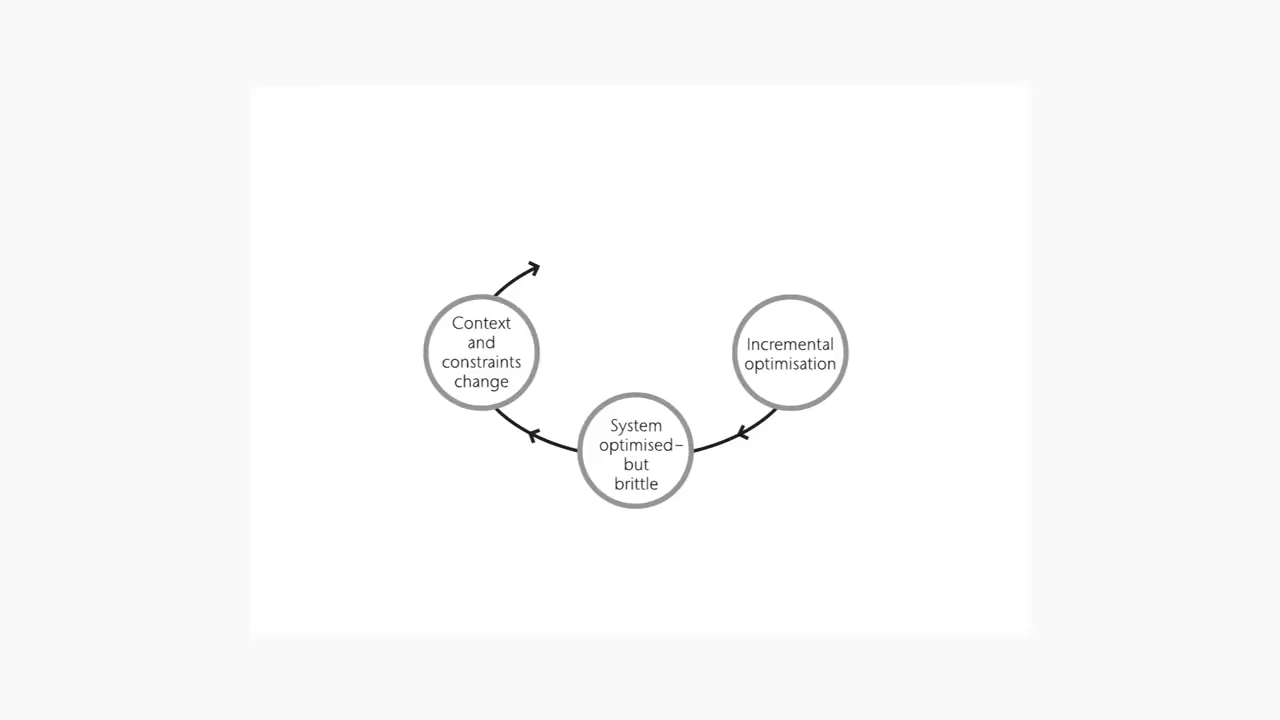 Context
and
constraints
change
Incremental
optimisation
System
optimised–
but
brittle